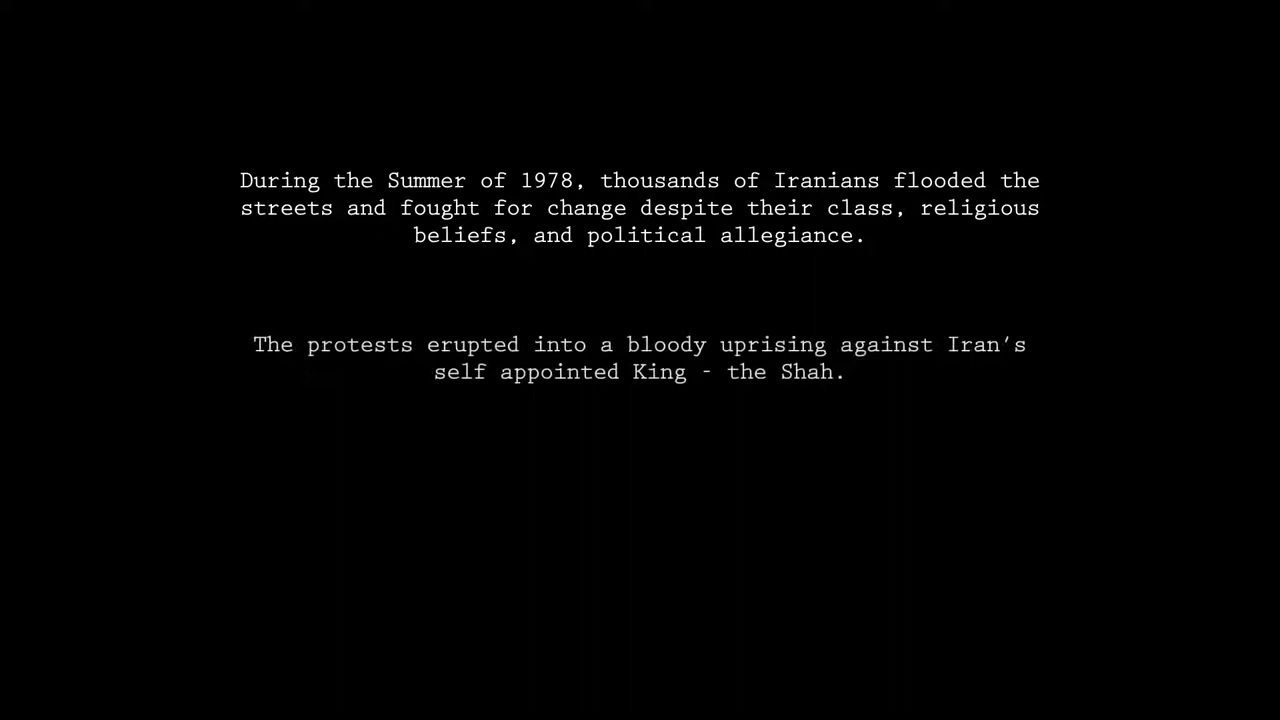 During the Summer of 1978, thousands of Iranians flooded the
streets and fought for change despite their class, religious
beliefs, and political allegiance.
The protests erupted into a bloody uprising against Iran's
self appointed King - the Shah.